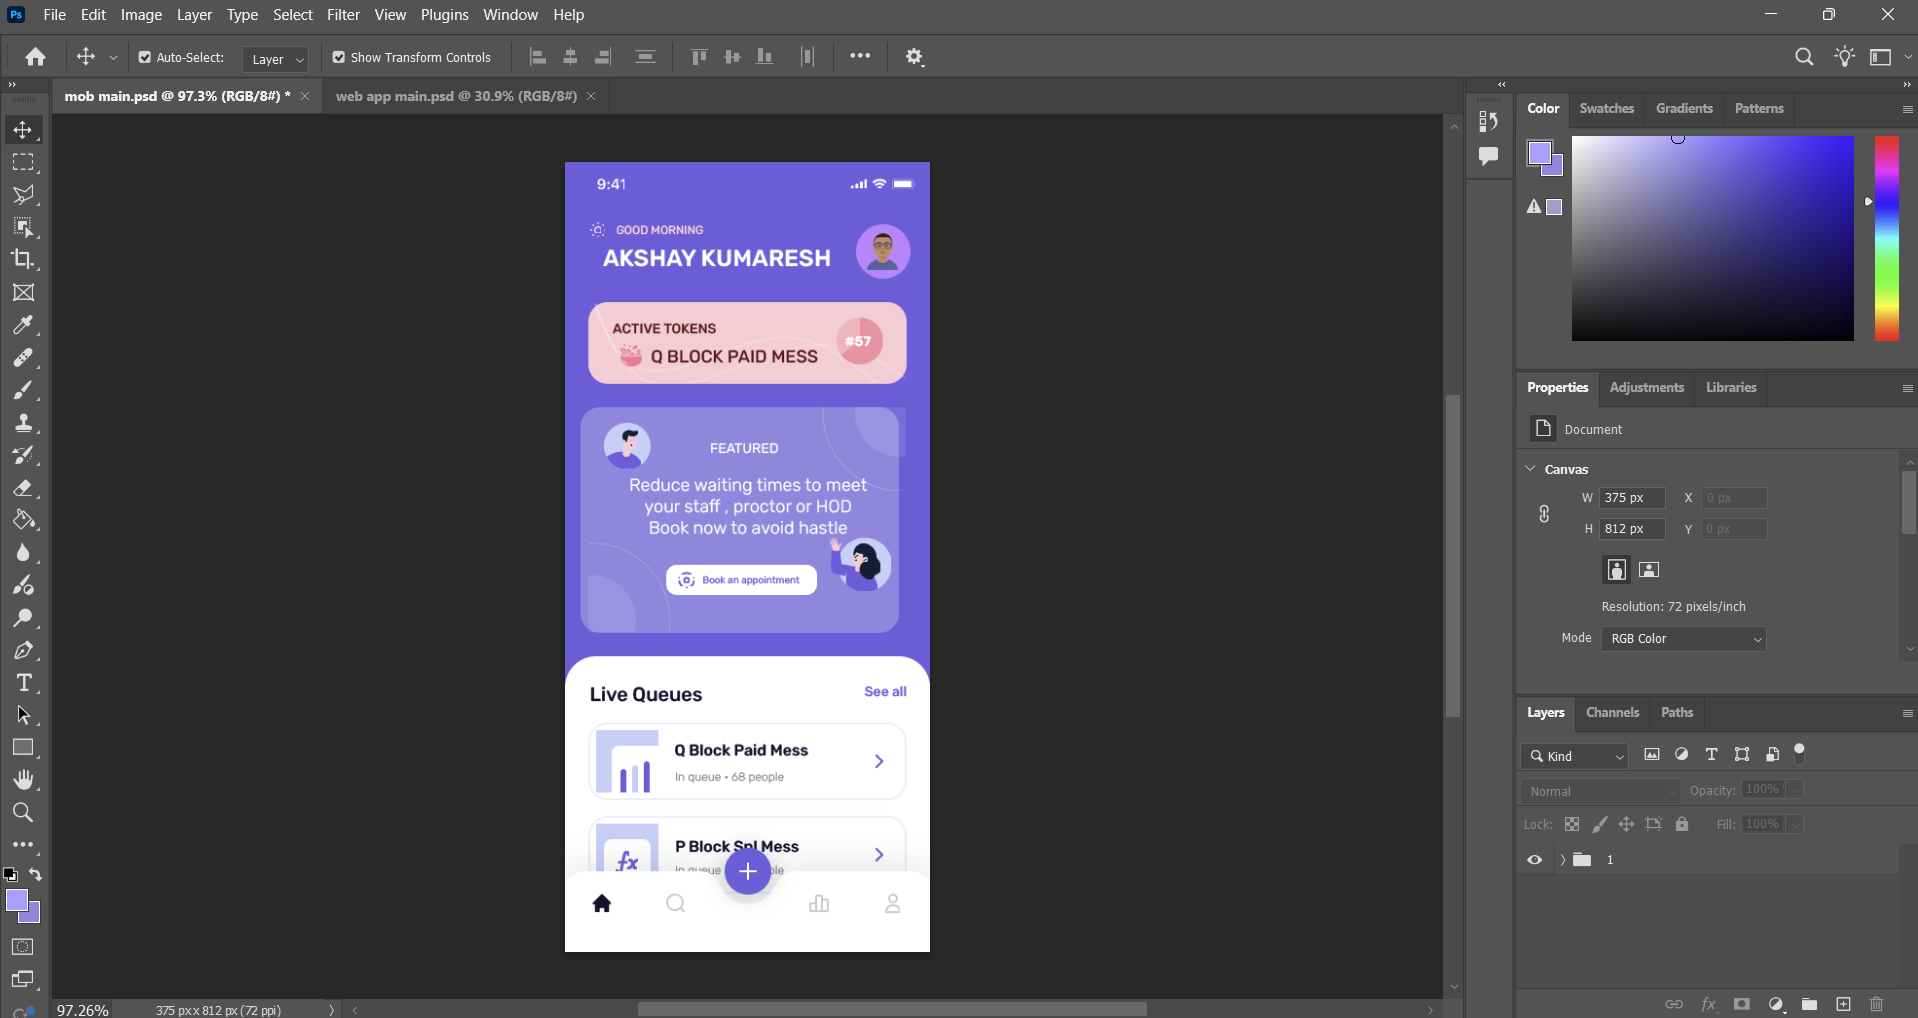 Ps File Edit Image Layer Type Select Filter View Plugins Window Help
Auto-Select: Layer Show Transform Controls
mob main.psd @ 97.3% (RGB/8#) * web app main.psd @ 30.9% (RGB/8#)
9:41
GOOD MORNING
AKSHAY KUMARESH
ACTIVE TOKENS
#57
Q BLOCK PAID MESS
FEATURED
Reduce waiting times to meet
your staff , proctor or HOD
Book now to avoid hastle
Book an appointment
Live Queues See all
Q Block Paid Mess
In queue • 68 people
fx
P Block Spl Mess
In queue
97.26% 375 px x 812 px (72 ppi)
Color Swatches Gradients Patterns
Properties Adjustments Libraries
Document
Canvas
W 375 px X 0 px
H 812 px Y 0 px
Resolution: 72 pixels/inch
Mode RGB Color
Layers Channels Paths
Kind
Normal Opacity: 100%
Lock: Fill: 100%
1
fx